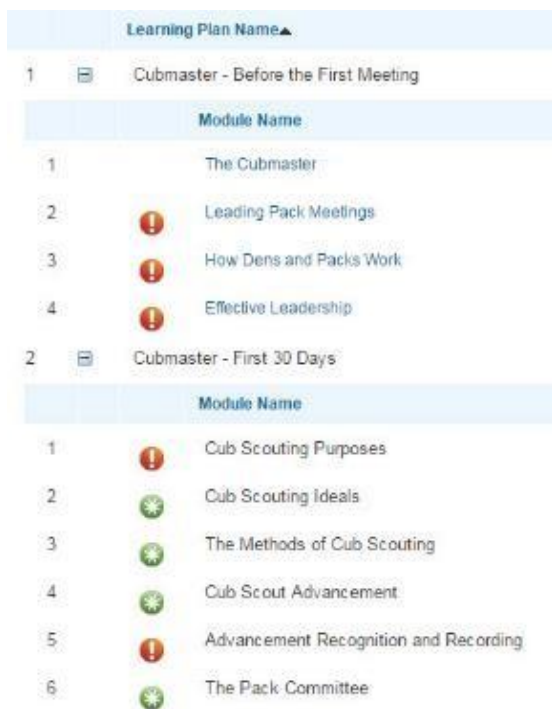 Learning Plan Name▲
1 Cubmaster - Before the First Meeting
Module Name
1 The Cubmaster
2 Leading Pack Meetings
3 How Dens and Packs Work
4 Effective Leadership
2 Cubmaster - First 30 Days
Module Name
1 Cub Scouting Purposes
2 Cub Scouting Ideals
3 The Methods of Cub Scouting
4 Cub Scout Advancement
5 Advancement Recognition and Recording
6 The Pack Committee